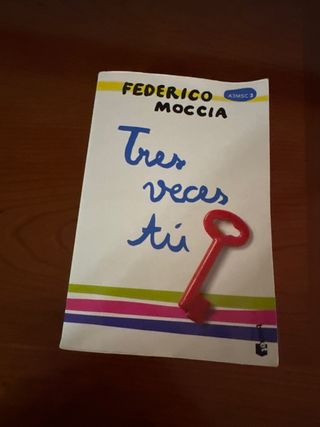 FEDERICO
MOCCIA
A3MSC 3
Tres
veces
tú